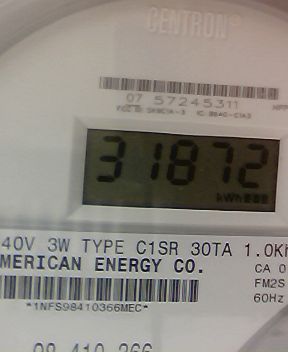 CENTRON®
07 57245311
31872
kWh
40V 3W TYPE C1SR 30TA 1.0K
MERICAN ENERGY CO.
CA 0
FM2S
60Hz
*1NFS98410366MEC*